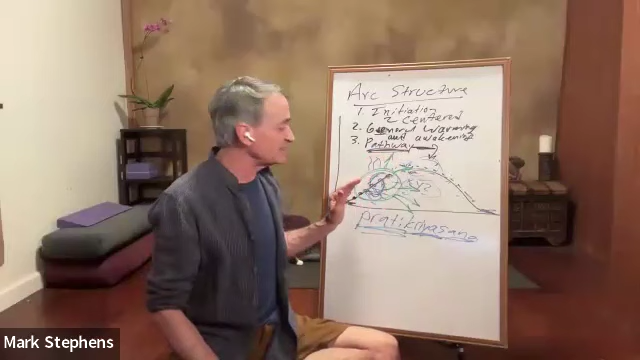 Arc Structure
1. Initiation
2 Centered
2. General Warming
and awakening
3. Pathway
pratikriyasana
Mark Stephens